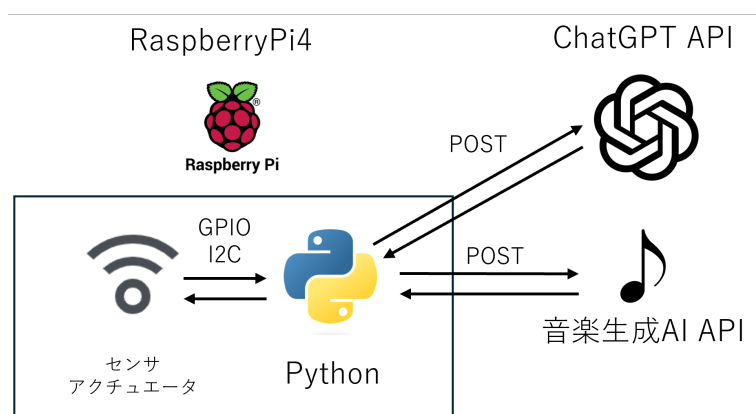 RaspberryPi4
ChatGPT API
Raspberry Pi
®
POST
GPIO
I2C
POST
音楽生成AI API
センサ
アクチュエータ
Python